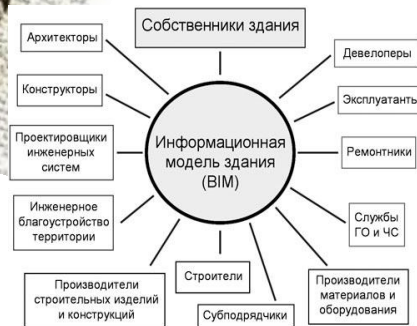 Собственники здания
Архитекторы
Девелоперы
Конструкторы
Эксплуатанты
Проектировщики
инженерных
систем
Информационная
модель здания
(BIM)
Ремонтники
Инженерное
благоустройство
территории
Службы
ГО и ЧС
Производители
строительных изделий
и конструкций
Строители
Субподрядчики
Производители
материалов и
оборудования